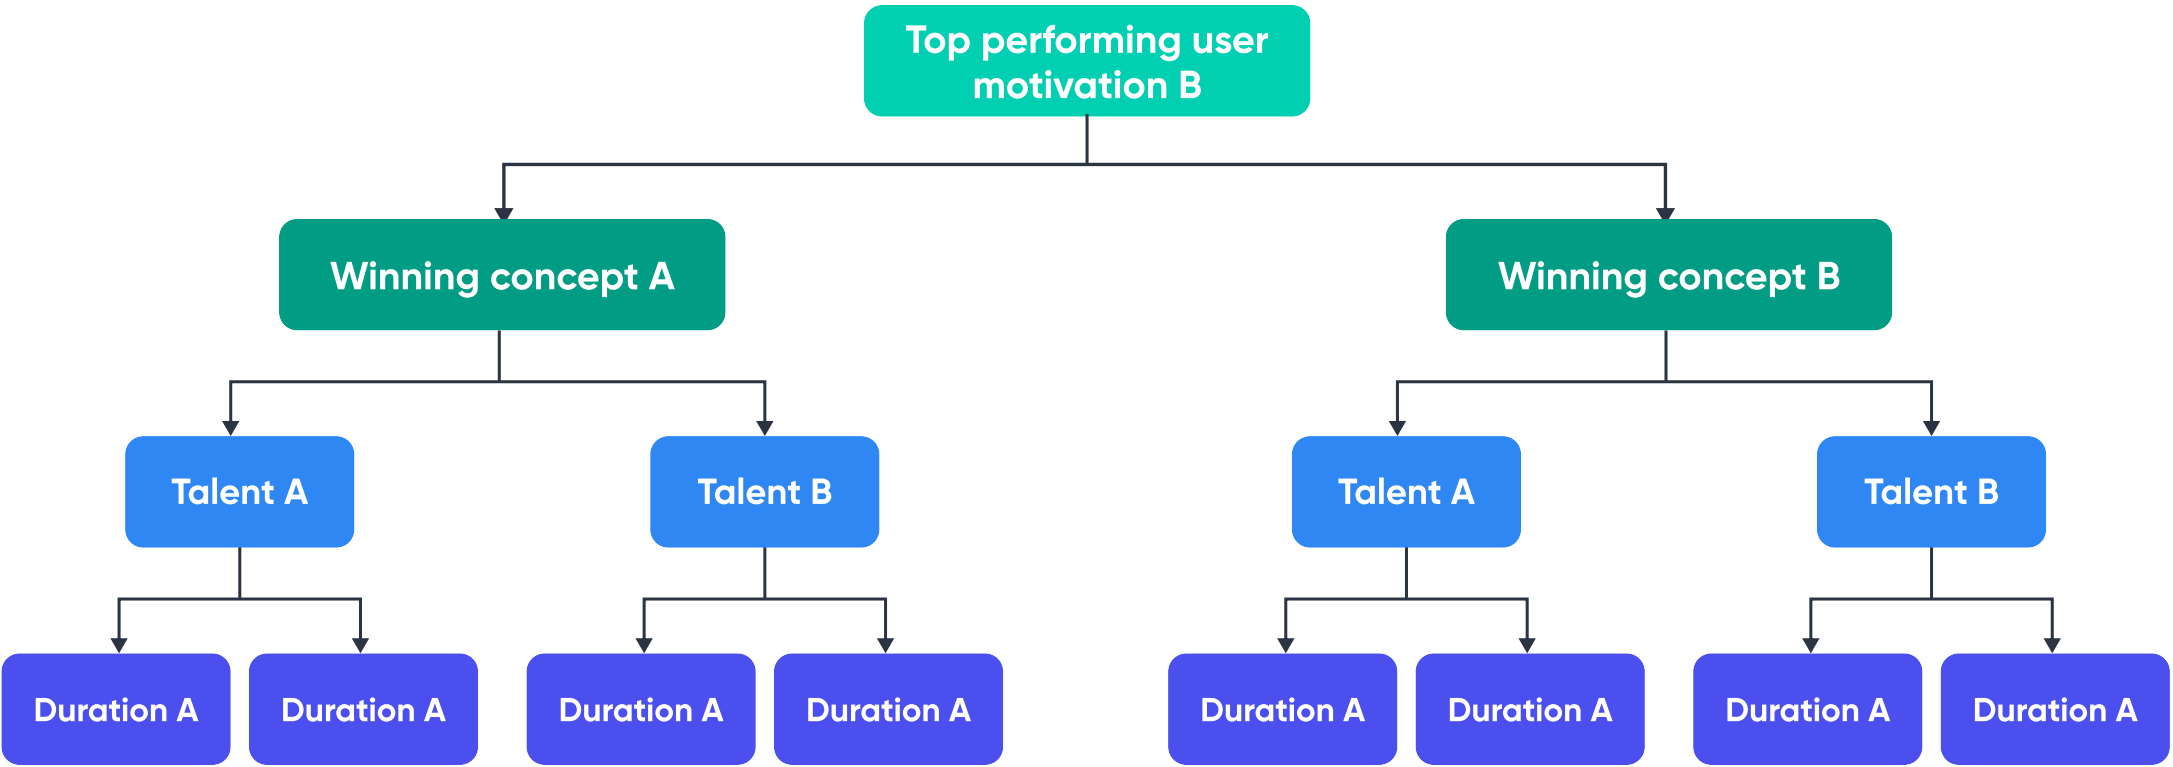 Top performing user
motivation B
Winning concept A
Winning concept B
Talent A
Talent B
Talent A
Talent B
Duration A
Duration A
Duration A
Duration A
Duration A
Duration A
Duration A
Duration A